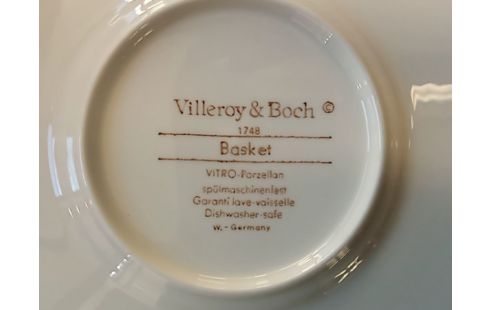 Villeroy & Boch ©
1748
Basket
VITRO-Porzellan
spülmaschinenfest
Garanti lave-vaisselle
Dishwasher-safe
W.- Germany